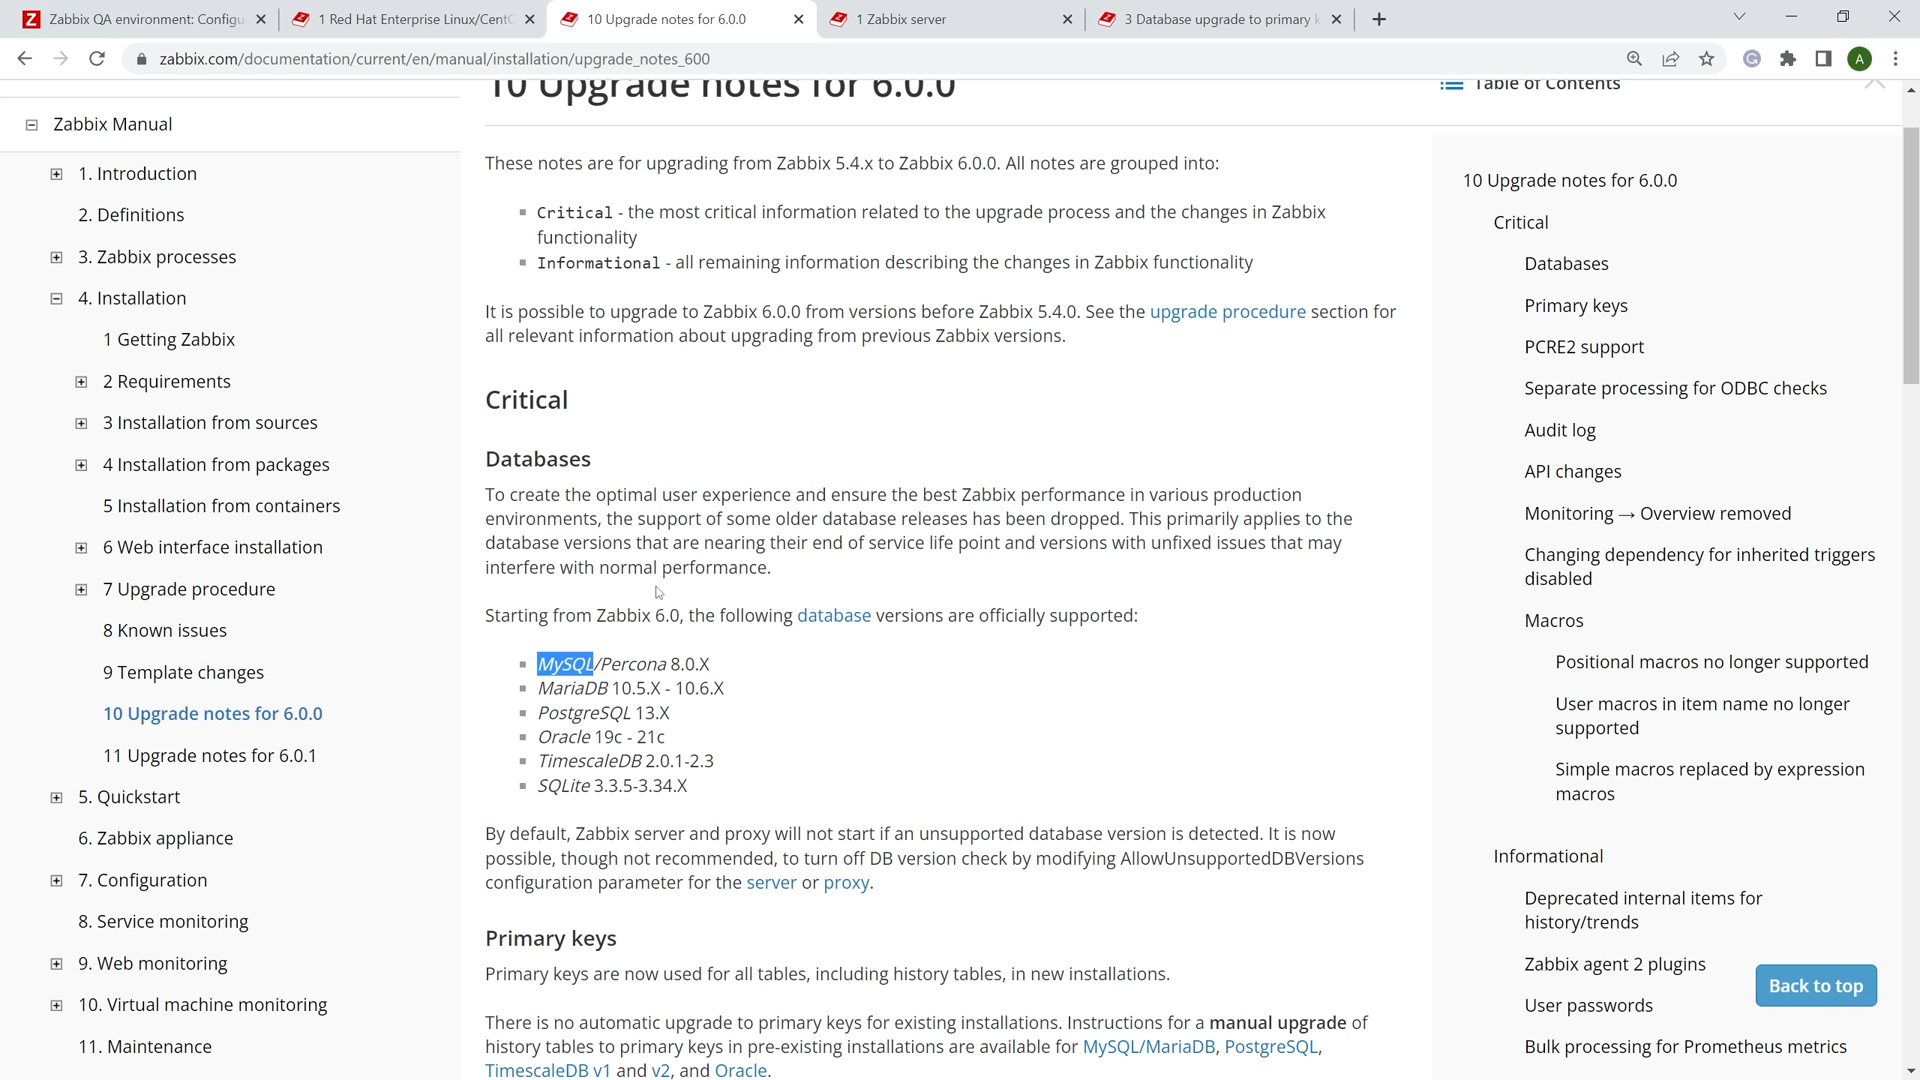 Zabbix QA environment: Configu
1 Red Hat Enterprise Linux/CentO
10 Upgrade notes for 6.0.0
1 Zabbix server
3 Database upgrade to primary k
zabbix.com/documentation/current/en/manual/installation/upgrade_notes_600
A
Zabbix Manual
1. Introduction
2. Definitions
3. Zabbix processes
4. Installation
1 Getting Zabbix
2 Requirements
3 Installation from sources
4 Installation from packages
5 Installation from containers
6 Web interface installation
7 Upgrade procedure
8 Known issues
9 Template changes
10 Upgrade notes for 6.0.0
11 Upgrade notes for 6.0.1
5. Quickstart
6. Zabbix appliance
7. Configuration
8. Service monitoring
9. Web monitoring
10. Virtual machine monitoring
11. Maintenance
10 Upgrade notes for 6.0.0
These notes are for upgrading from Zabbix 5.4.x to Zabbix 6.0.0. All notes are grouped into:
Critical - the most critical information related to the upgrade process and the changes in Zabbix
functionality
Informational - all remaining information describing the changes in Zabbix functionality
It is possible to upgrade to Zabbix 6.0.0 from versions before Zabbix 5.4.0. See the upgrade procedure section for
all relevant information about upgrading from previous Zabbix versions.
Critical
Databases
To create the optimal user experience and ensure the best Zabbix performance in various production
environments, the support of some older database releases has been dropped. This primarily applies to the
database versions that are nearing their end of service life point and versions with unfixed issues that may
interfere with normal performance.
Starting from Zabbix 6.0, the following database versions are officially supported:
MySQL/Percona 8.0.X
MariaDB 10.5.X - 10.6.X
PostgreSQL 13.X
Oracle 19c - 21c
TimescaleDB 2.0.1-2.3
SQLite 3.3.5-3.34.X
By default, Zabbix server and proxy will not start if an unsupported database version is detected. It is now
possible, though not recommended, to turn off DB version check by modifying AllowUnsupportedDBVersions
configuration parameter for the server or proxy.
Primary keys
Primary keys are now used for all tables, including history tables, in new installations.
There is no automatic upgrade to primary keys for existing installations. Instructions for a manual upgrade of
history tables to primary keys in pre-existing installations are available for MySQL/MariaDB, PostgreSQL,
TimescaleDB v1 and v2, and Oracle.
Table of Contents
10 Upgrade notes for 6.0.0
Critical
Databases
Primary keys
PCRE2 support
Separate processing for ODBC checks
Audit log
API changes
Monitoring → Overview removed
Changing dependency for inherited triggers
disabled
Macros
Positional macros no longer supported
User macros in item name no longer
supported
Simple macros replaced by expression
macros
Informational
Deprecated internal items for
history/trends
Zabbix agent 2 plugins
User passwords
Bulk processing for Prometheus metrics
Back to top